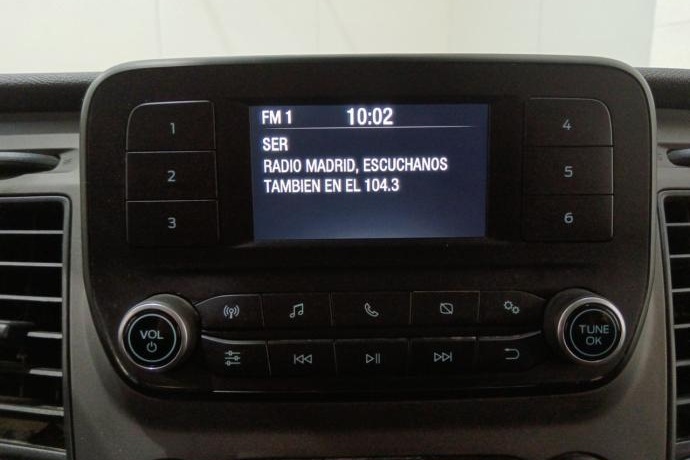 FM 1 10:02
SER
RADIO MADRID, ESCUCHANOS
TAMBIEN EN EL 104.3
1
2
3
4
5
6
VOL
TUNE
OK